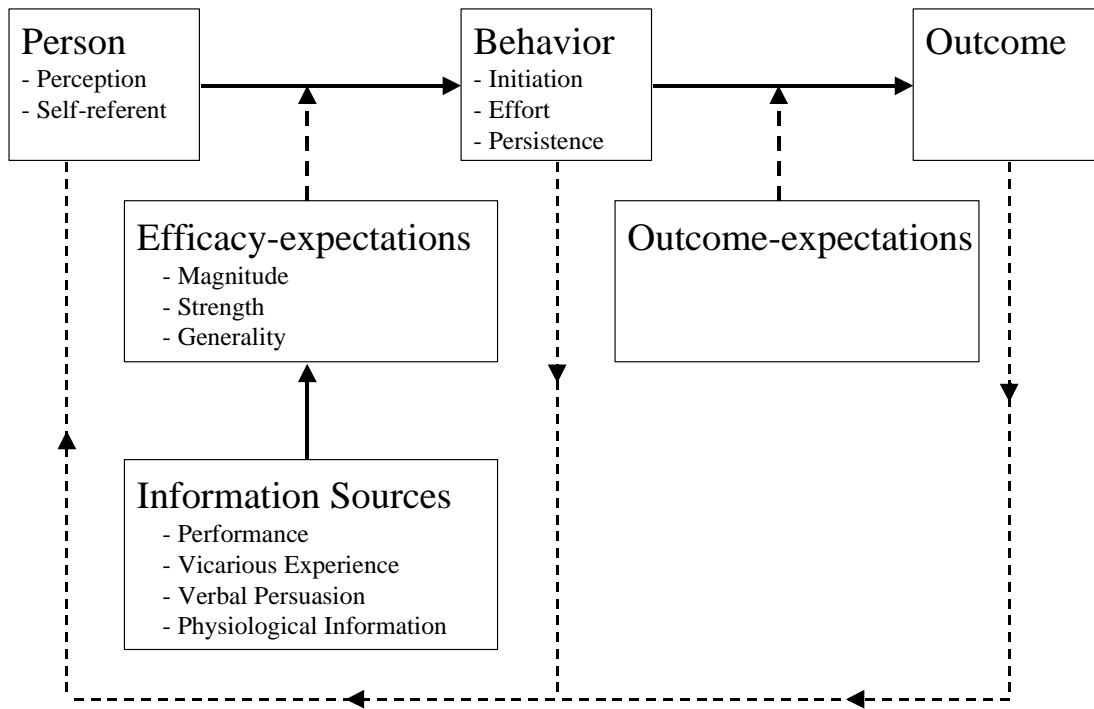 Person
- Perception
- Self-referent
Behavior
- Initiation
- Effort
- Persistence
Outcome
Efficacy-expectations
- Magnitude
- Strength
- Generality
Outcome-expectations
Information Sources
- Performance
- Vicarious Experience
- Verbal Persuasion
- Physiological Information